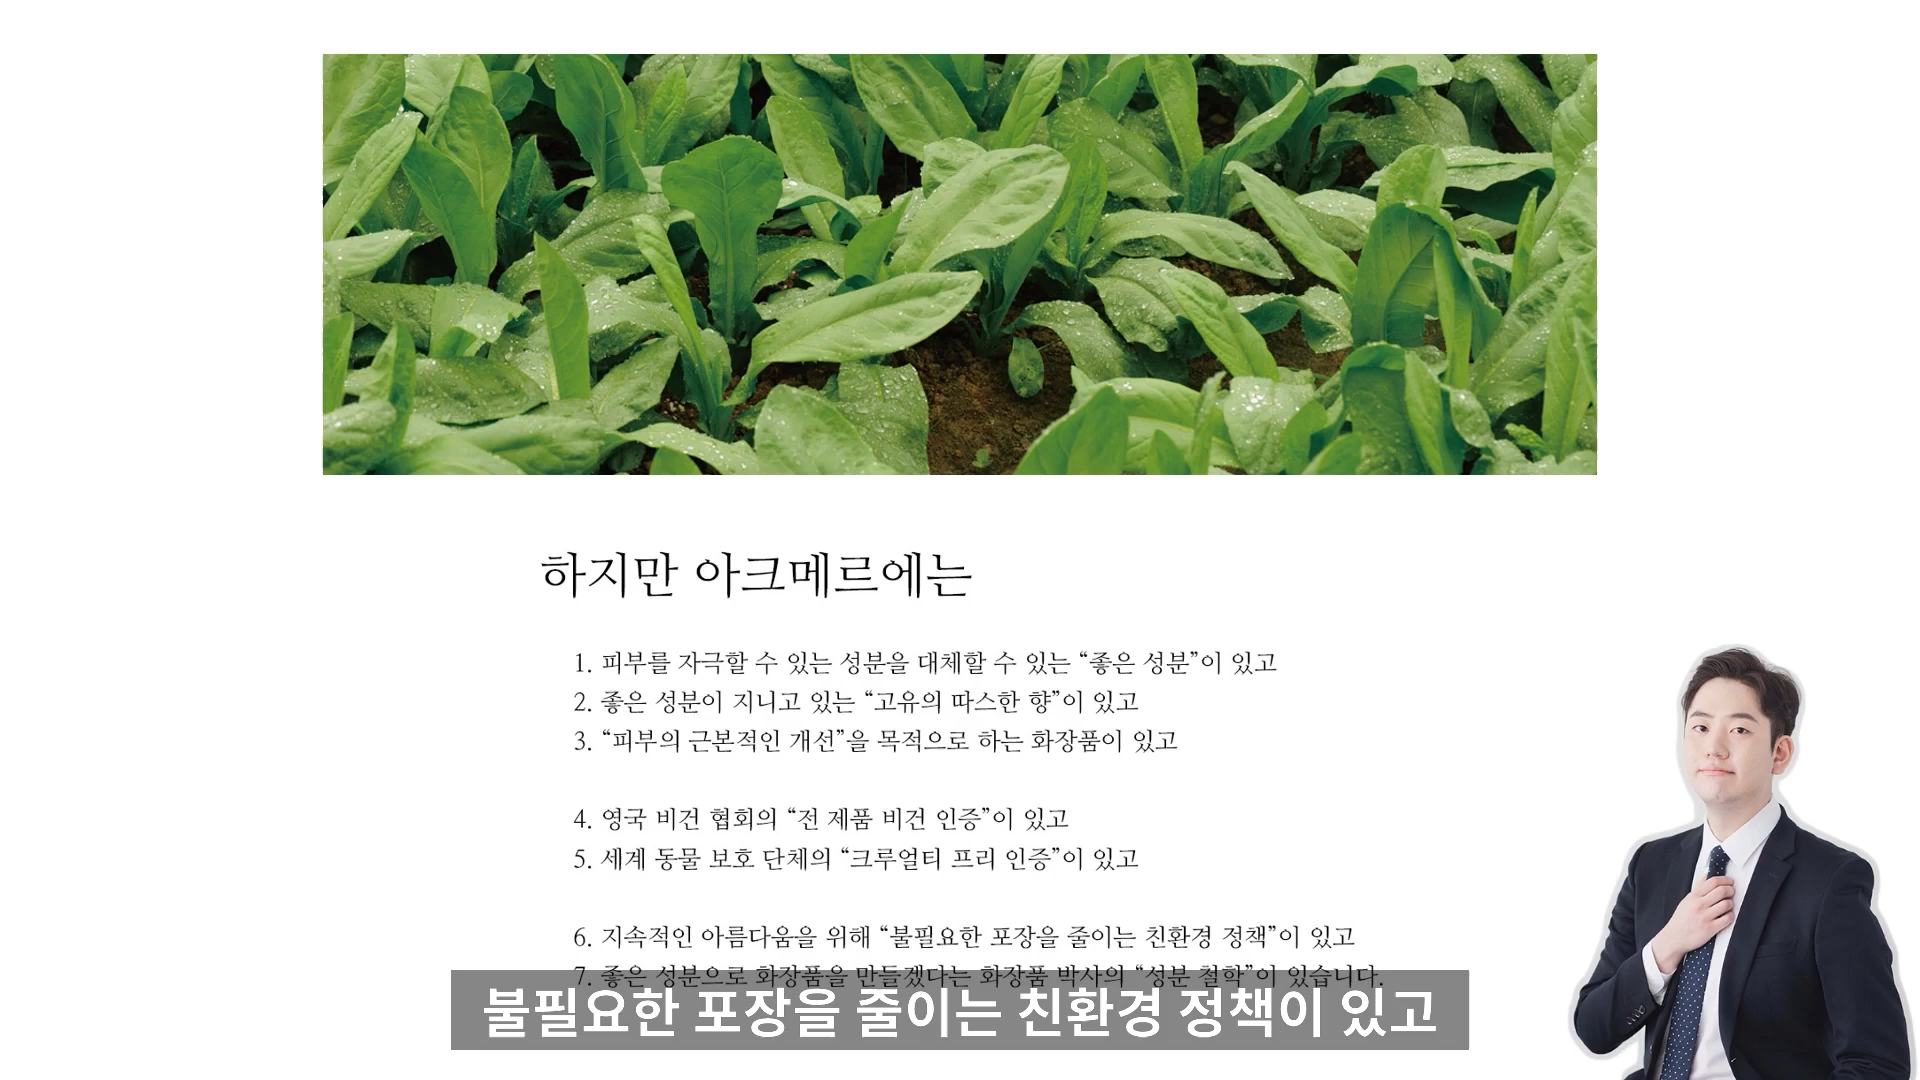 하지만 아크메르에는
1. 피부를 자극할 수 있는 성분을 대체할 수 있는 “좋은 성분”이 있고
2. 좋은 성분이 지니고 있는 “고유의 따스한 향”이 있고
3. “피부의 근본적인 개선”을 목적으로 하는 화장품이 있고
4. 영국 비건 협회의 “전 제품 비건 인증”이 있고
5. 세계 동물 보호 단체의 “크루얼티 프리 인증”이 있고
6. 지속적인 아름다움을 위해 “불필요한 포장을 줄이는 친환경 정책”이 있고
7. 좋은 성분으로 화장품을 만들겠다는 화장품 박사의 “성분 철학”이 있습니다.
불필요한 포장을 줄이는 친환경 정책이 있고